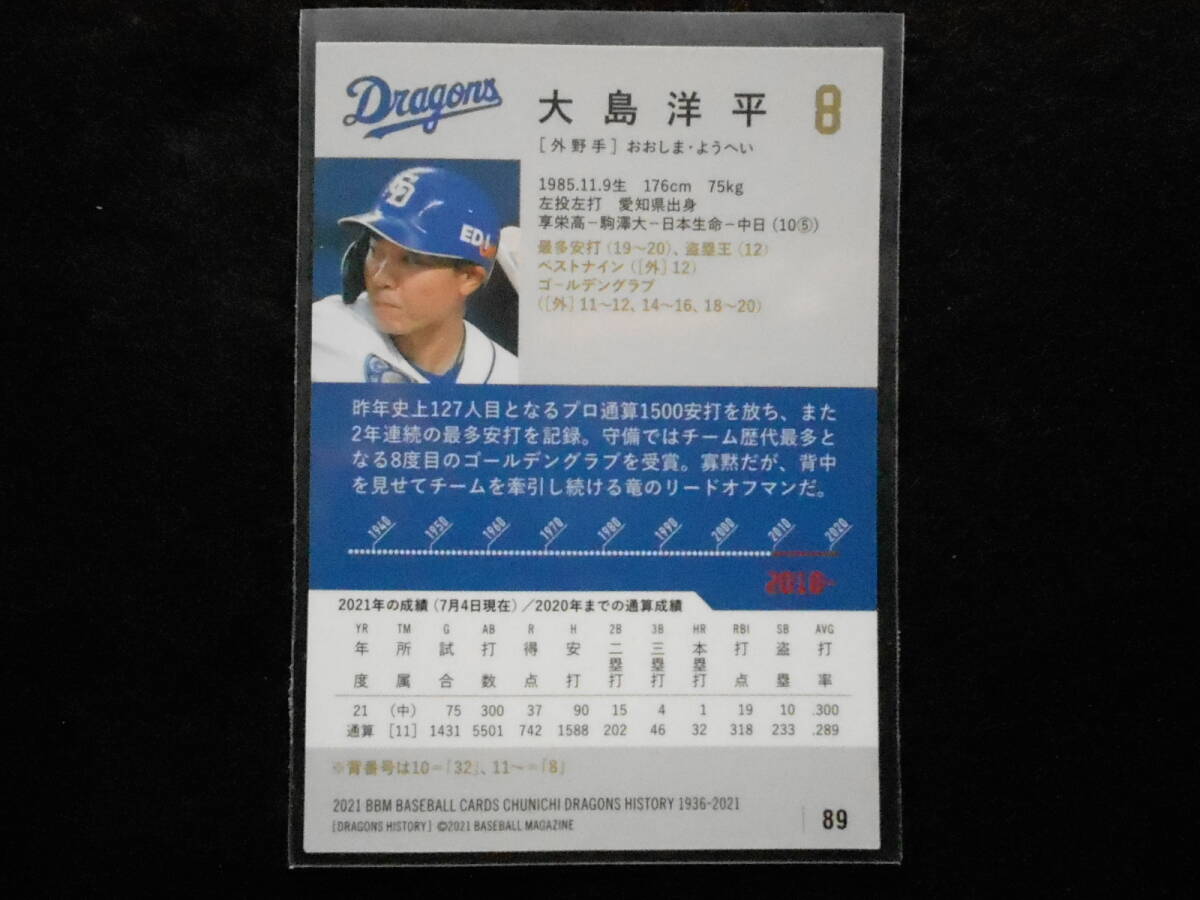 Dragons
大島洋平 8
[外野手] おおしま・ようへい
CD
EDI
1985.11.9生 176cm 75kg
左投左打 愛知県出身
享栄高－駒澤大－日本生命－中日 (10⑤)
最多安打 (19〜20)、盗塁王 (12)
ベストナイン ([外] 12)
ゴールデングラブ
([外] 11〜12、14〜16、18〜20)
昨年史上127人目となるプロ通算1500安打を放ち、また
2年連続の最多安打を記録。守備ではチーム歴代最多と
なる8度目のゴールデングラブを受賞。寡黙だが、背中
を見せてチームを牽引し続ける竜のリードオフマンだ。
1940 1950 1960 1970 1980 1990 2000 2010 2020
2010-
2021年の成績 (7月4日現在) ／2020年までの通算成績
YR TM G AB R H 2B 3B HR RBI SB AVG
年度 所属 試合 打数 得点 安打 二塁打 三塁打 本塁打 打点 盗塁 打率
21 (中) 75 300 37 90 15 4 1 19 10 .300
通算 [11] 1431 5501 742 1588 202 46 32 318 233 .289
※背番号は10＝「32」、11〜＝「8」
2021 BBM BASEBALL CARDS CHUNICHI DRAGONS HISTORY 1936-2021
[DRAGONS HISTORY] ©2021 BASEBALL MAGAZINE
89